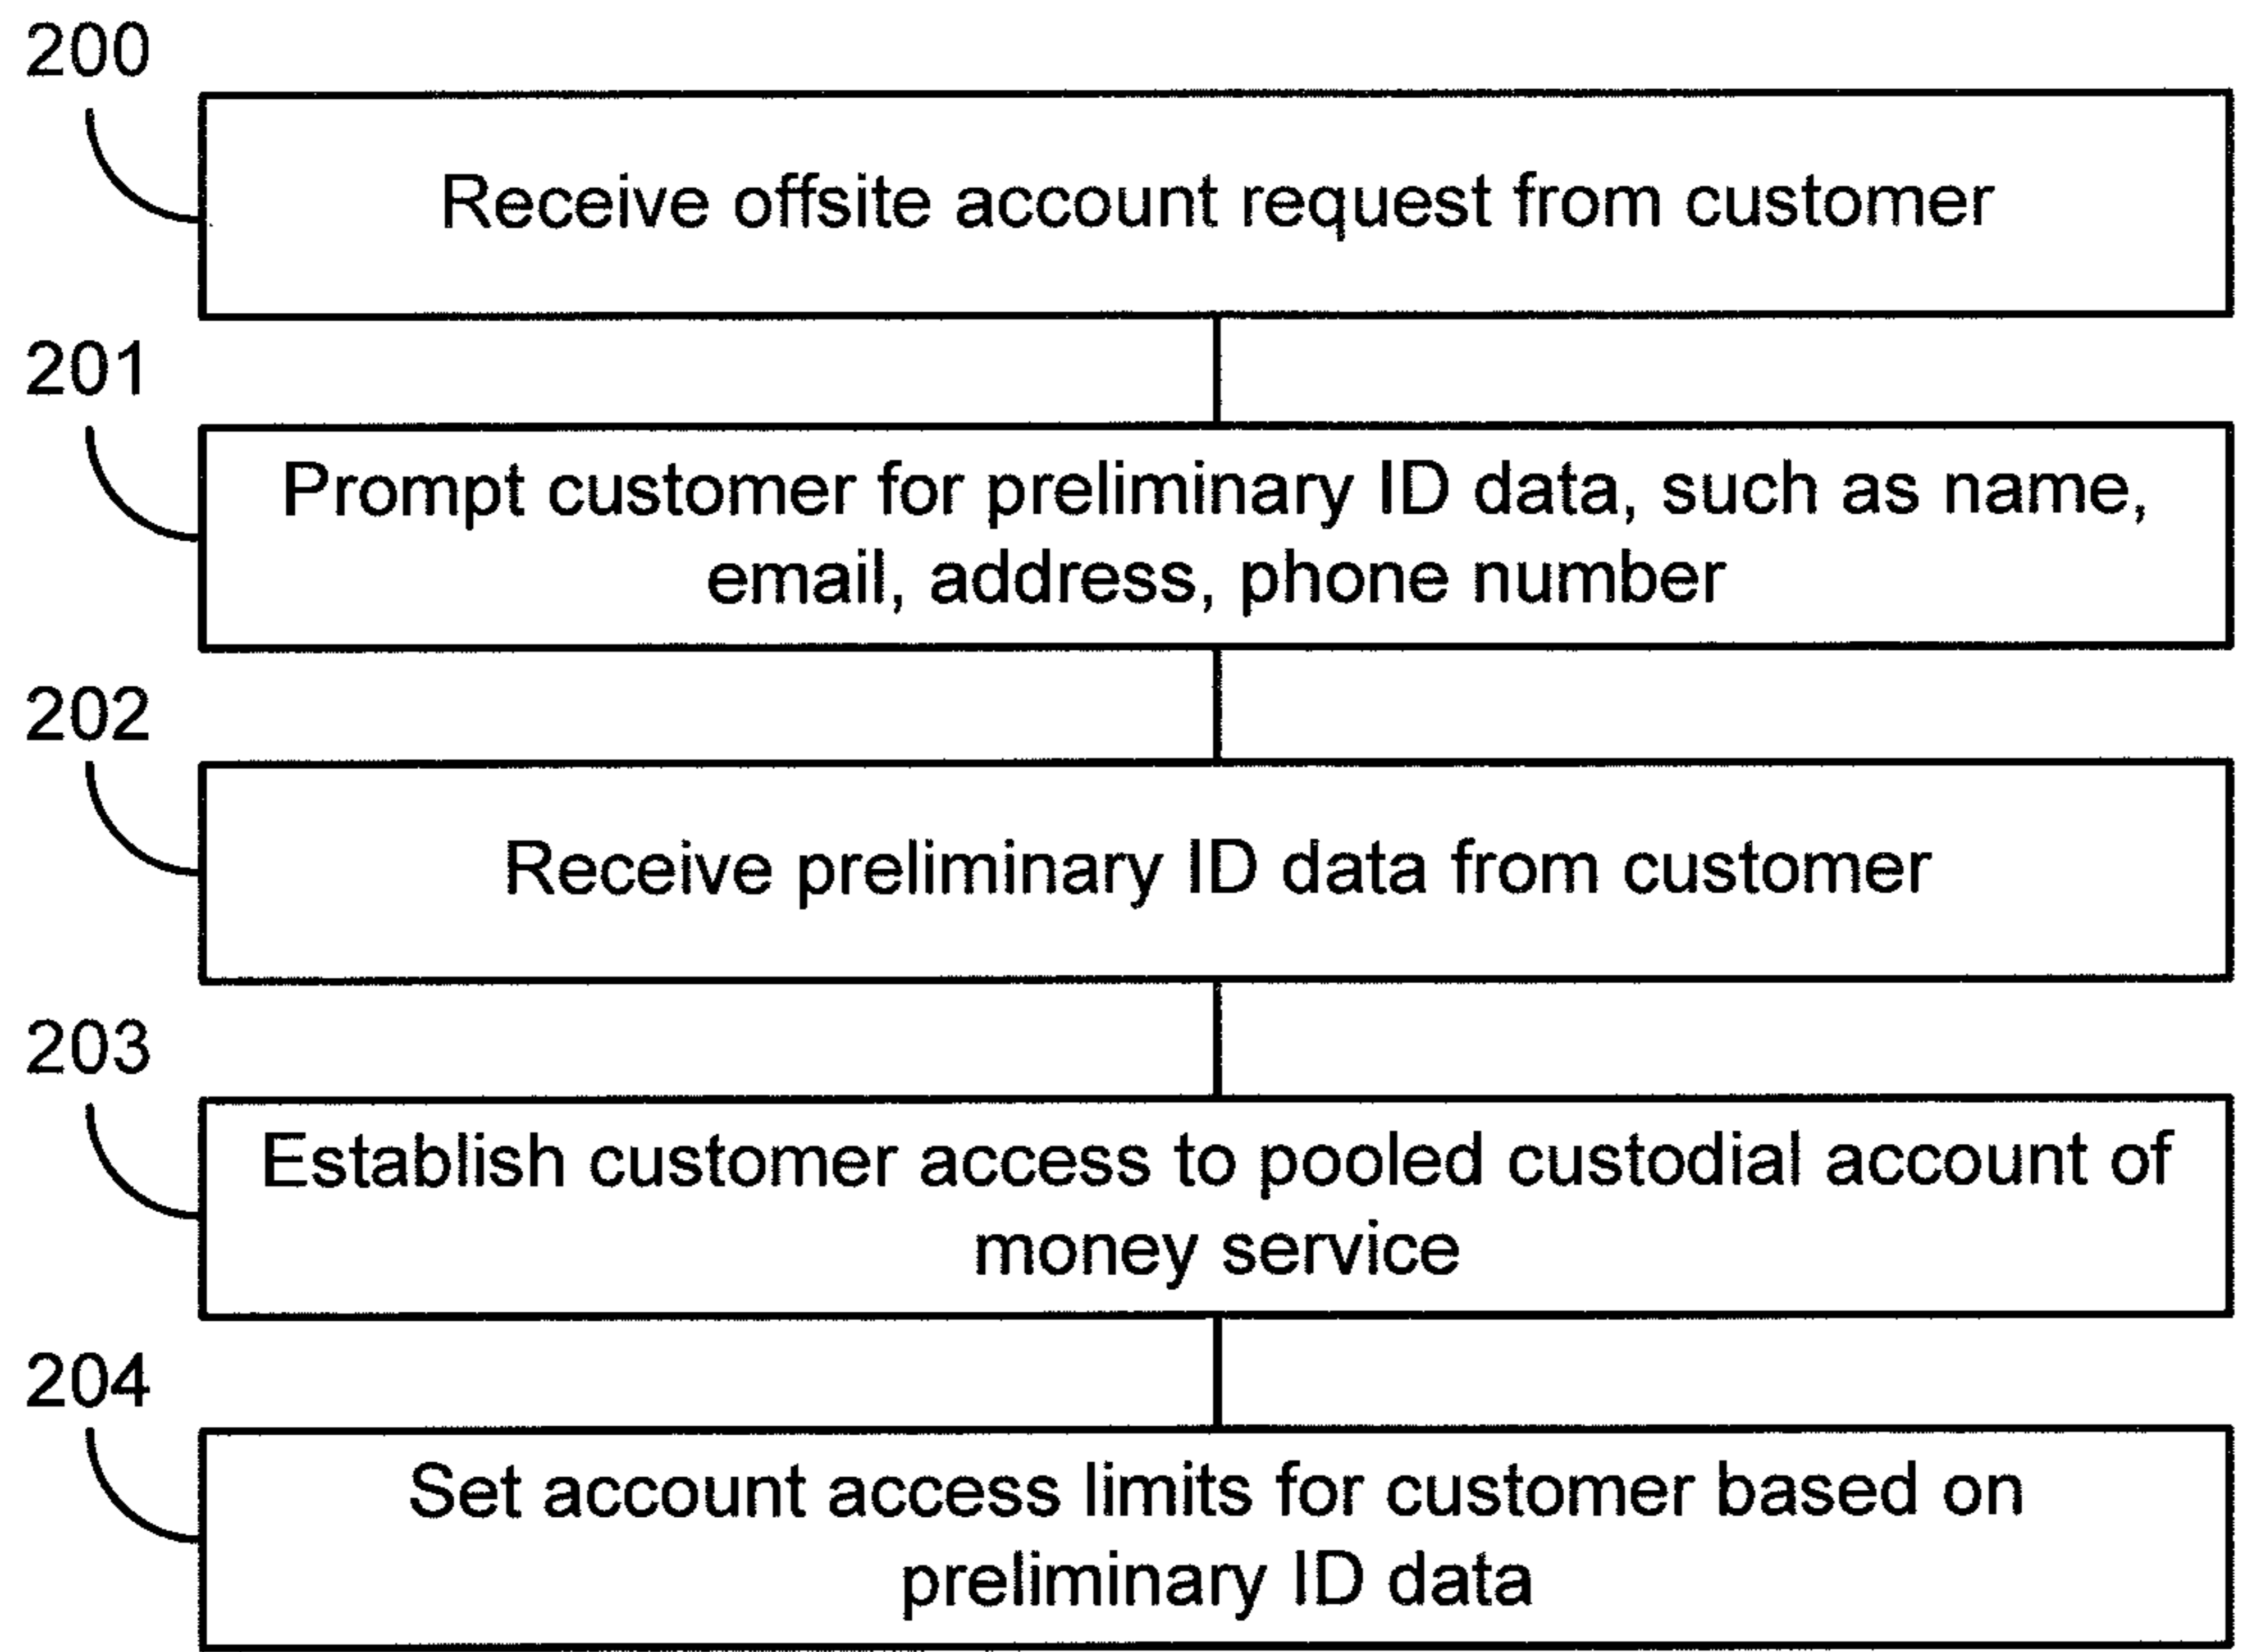 200
Receive offsite account request from customer
201
Prompt customer for preliminary ID data, such as name,
email, address, phone number
202
Receive preliminary ID data from customer
203
Establish customer access to pooled custodial account of
money service
204
Set account access limits for customer based on
preliminary ID data